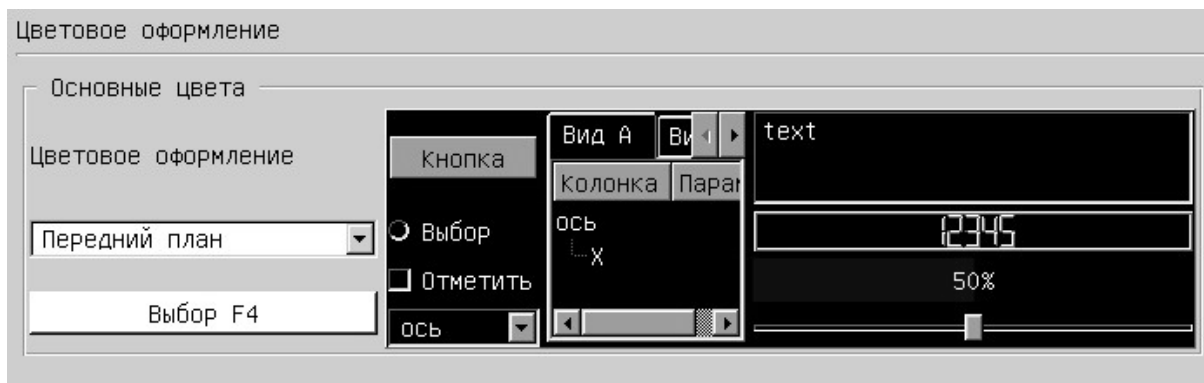 Цветовое оформление
Основные цвета
Цветовое оформление
Передний план
Выбор F4
Кнопка
Выбор
Отметить
ось
Вид А
Колонка
ось
X
text
12345
50%